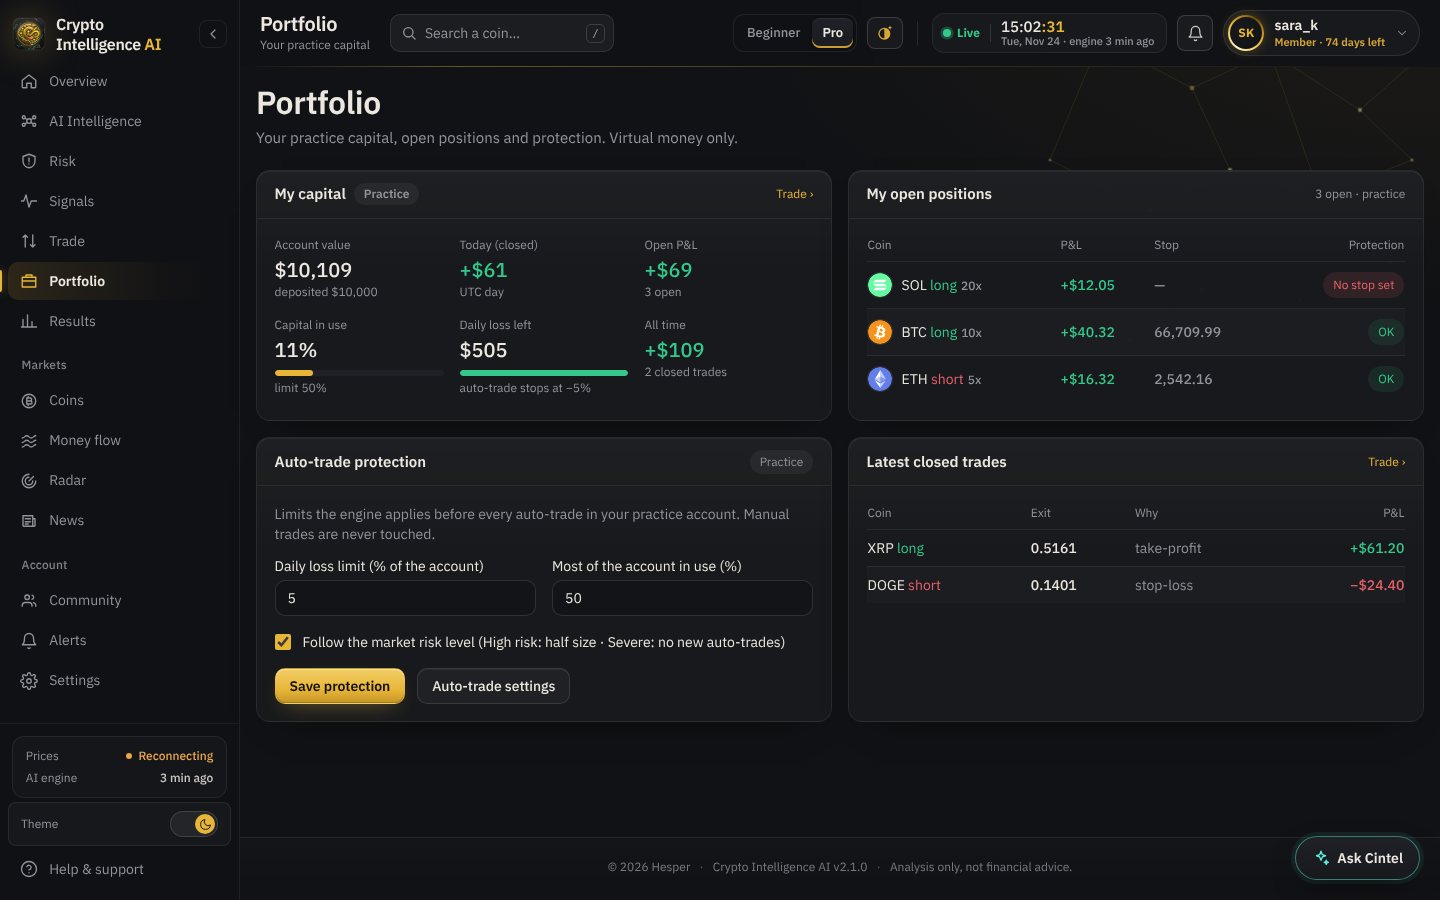 Crypto
Intelligence AI
Overview
AI Intelligence
Risk
Signals
Trade
Portfolio
Results
Markets
Coins
Money flow
Radar
News
Account
Community
Alerts
Settings
Prices Reconnecting
AI engine 3 min ago
Theme
Help & support
Portfolio
Your practice capital
Search a coin... /
Beginner Pro
Live
15:02:31
Tue, Nov 24 · engine 3 min ago
SK
sara_k
Member · 74 days left
Portfolio
Your practice capital, open positions and protection. Virtual money only.
My capital Practice Trade ›
Account value Today (closed) Open P&L
$10,109 +$61 +$69
deposited $10,000 UTC day 3 open
Capital in use Daily loss left All time
11% $505 +$109
limit 50% auto-trade stops at −5% 2 closed trades
My open positions 3 open · practice
Coin P&L Stop Protection
SOL long 20x +$12.05 — No stop set
BTC long 10x +$40.32 66,709.99 OK
ETH short 5x +$16.32 2,542.16 OK
Auto-trade protection Practice
Limits the engine applies before every auto-trade in your practice account. Manual
trades are never touched.
Daily loss limit (% of the account) Most of the account in use (%)
5 50
Follow the market risk level (High risk: half size · Severe: no new auto-trades)
Save protection Auto-trade settings
Latest closed trades Trade ›
Coin Exit Why P&L
XRP long 0.5161 take-profit +$61.20
DOGE short 0.1401 stop-loss −$24.40
© 2026 Hesper · Crypto Intelligence AI v2.1.0 · Analysis only, not financial advice.
Ask Cintel